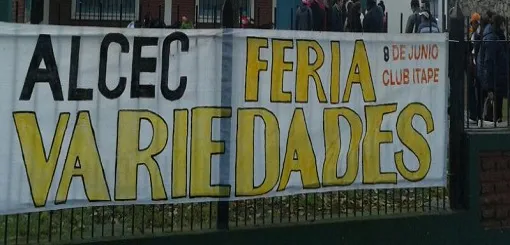 ALCEC FERIA 8 DE JUNIO
CLUB ITAPE
VARIEDADES